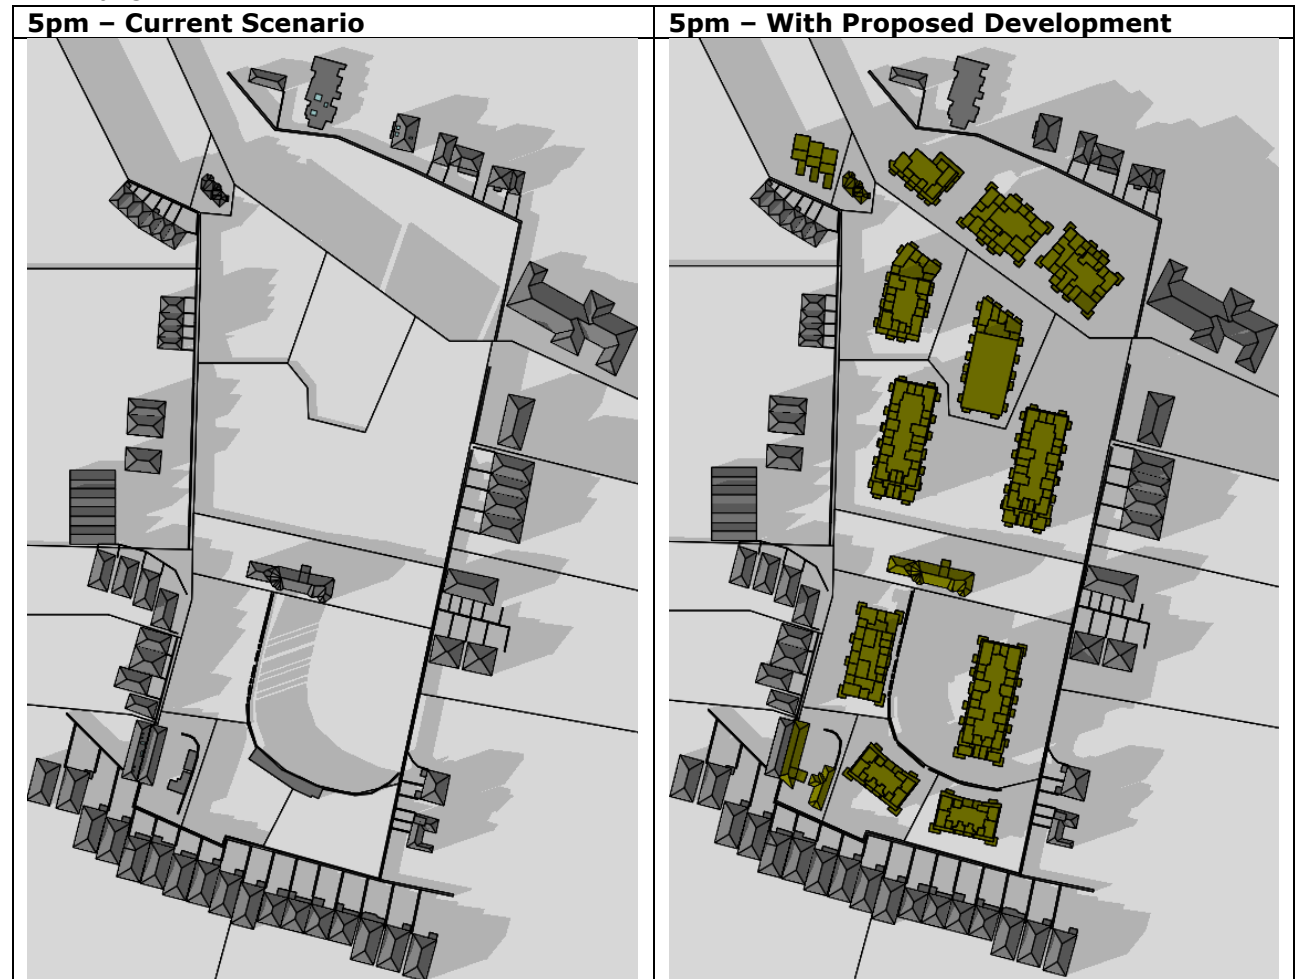 5pm – Current Scenario
5pm – With Proposed Development